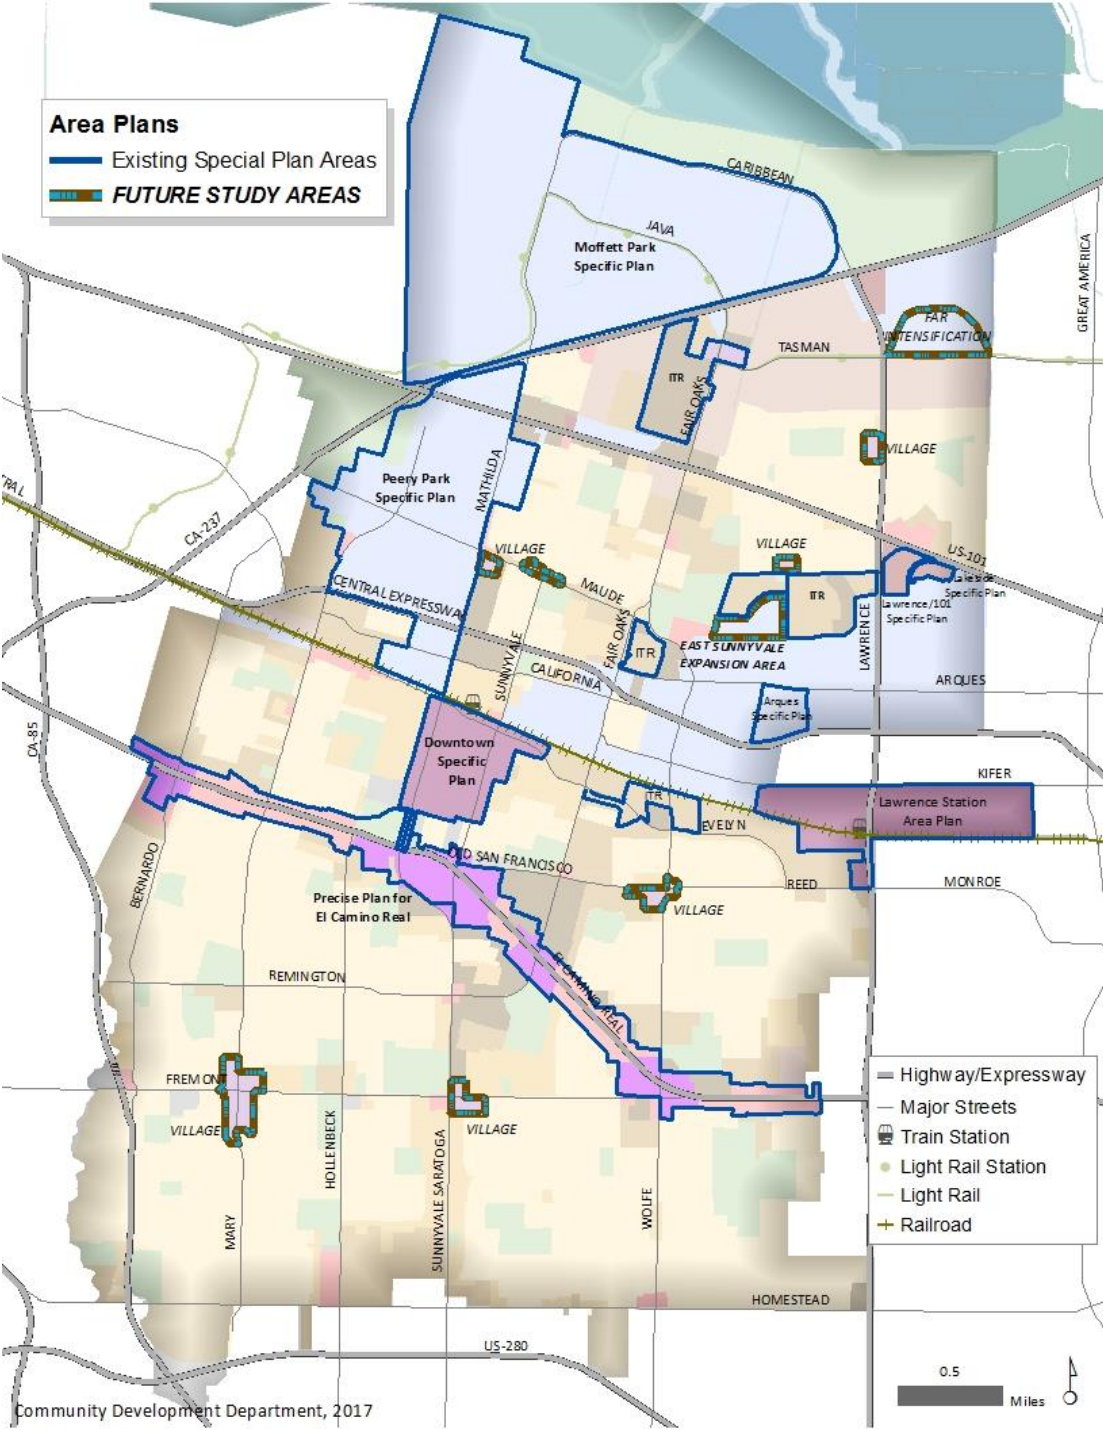 Area Plans
Existing Special Plan Areas
FUTURE STUDY AREAS
CARIBBEAN
JAVA
Moffett Park
Specific Plan
GREAT AMERICA
FAR
INTENSIFICATION
TASMAN
ITR
FAIR OAKS
VILLAGE
MATHILDA
Peery Park
Specific Plan
CA-237
US-101
VILLAGE
VILLAGE
MAUDE
CENTRAL EXPRESSWAY
ITR
Lakeside
Specific Plan
Lawrence/101
Specific Plan
LAWRENCE
FAIR OAKS
ITR
EAST SUNNYVALE
EXPANSION AREA
SUNNYVALE
CALIFORNIA
ARQUES
Arques
Specific Plan
CA-85
Downtown
Specific
Plan
KIFER
ITR
Lawrence Station
Area Plan
EVELYN
OLD SAN FRANCISCO
BERNARDO
REED
MONROE
Precise Plan for
El Camino Real
VILLAGE
REMINGTON
EL CAMINO REAL
FREMONT
VILLAGE
VILLAGE
HOLLENBECK
SUNNYVALE SARATOGA
MARY
WOLFE
Highway/Expressway
Major Streets
Train Station
Light Rail Station
Light Rail
Railroad
HOMESTEAD
US-280
0.5
Miles
Community Development Department, 2017